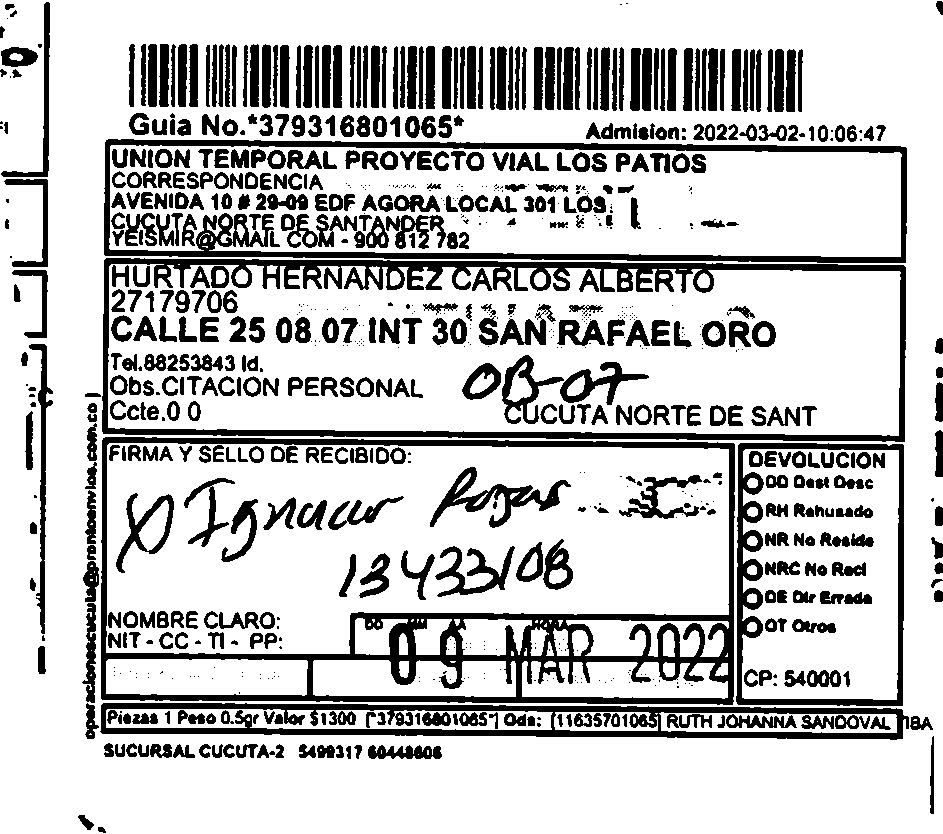 Guia No.*379316801065*
Admision: 2022-03-02-10:06:47
UNION TEMPORAL PROYECTO VIAL LOS PATIOS
CORRESPONDENCIA
AVENIDA 10 # 29-09 EDF AGORA LOCAL 301 LOS
CUCUTA NORTE DE SANTANDER
YEISMIR@GMAIL COM - 900 812 782
HURTADO HERNANDEZ CARLOS ALBERTO
27179706
CALLE 25 08 07 INT 30 SAN RAFAEL ORO
Tel.88253843 Id.
Obs.CITACION PERSONAL
0B-07
Ccte.0 0
CUCUTA NORTE DE SANT
operacionescucuta@prontoenvios.com.co
FIRMA Y SELLO DE RECIBIDO:
X Ignacio Rojas
13433108
NOMBRE CLARO:
NIT - CC - TI - PP:
DD MM AA HORA
09 MAR 2022
DEVOLUCION
DD Dest Desc
RH Rehusado
NR No Reside
NRC No Recl
DE Dir Errada
OT Otros
CP: 540001
Piezas 1 Peso 0.5gr Valor $1300 [*379316801065*] Ods: [11635701065] RUTH JOHANNA SANDOVAL 18A
SUCURSAL CUCUTA-2 5499317 60448606